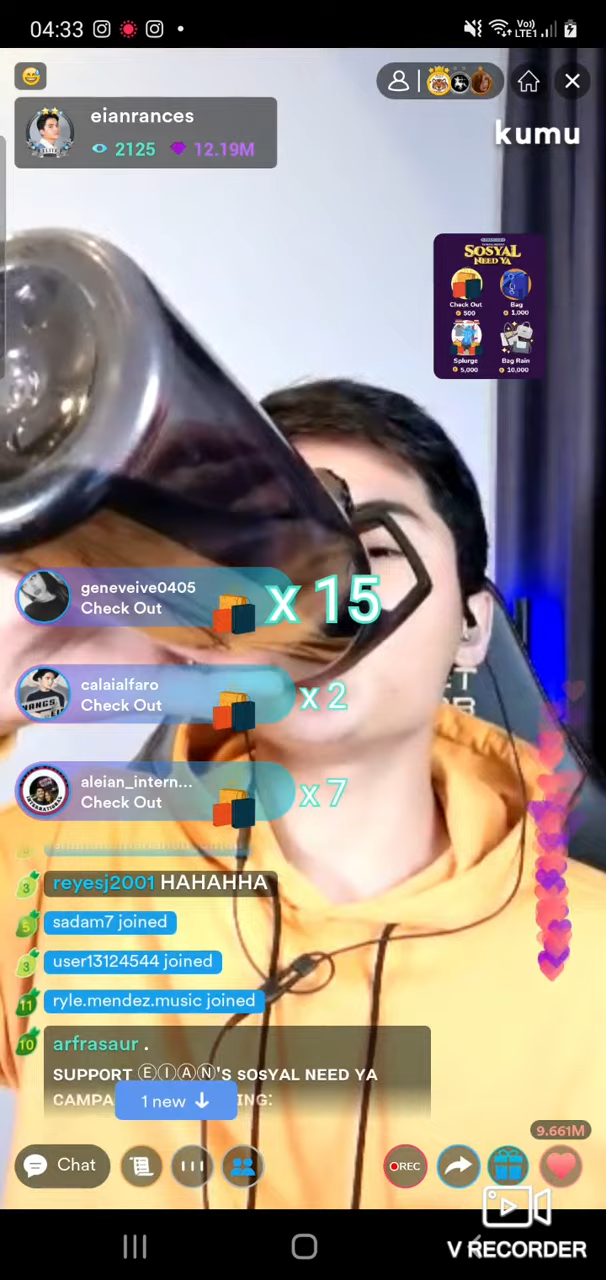 04:33
Vo))
LTE1
eianrances
ELITE
2125
12.19M
kumu
SOSYAL
NEED YA
Check Out
500
Bag
1,000
Splurge
5,000
Bag Rain
10,000
geneveive0405
Check Out
x 15
calaialfaro
Check Out
x 2
aleian_intern...
Check Out
x 7
3
reyesj2001 HAHAHHA
5
sadam7 joined
3
user13124544 joined
11
ryle.mendez.music joined
10
arfrasaur .
SUPPORT ⒺⒾⒶⓃ'S SOSYAL NEED YA
CAMPA
ING:
1 new
9.661M
Chat
REC
V RECORDER